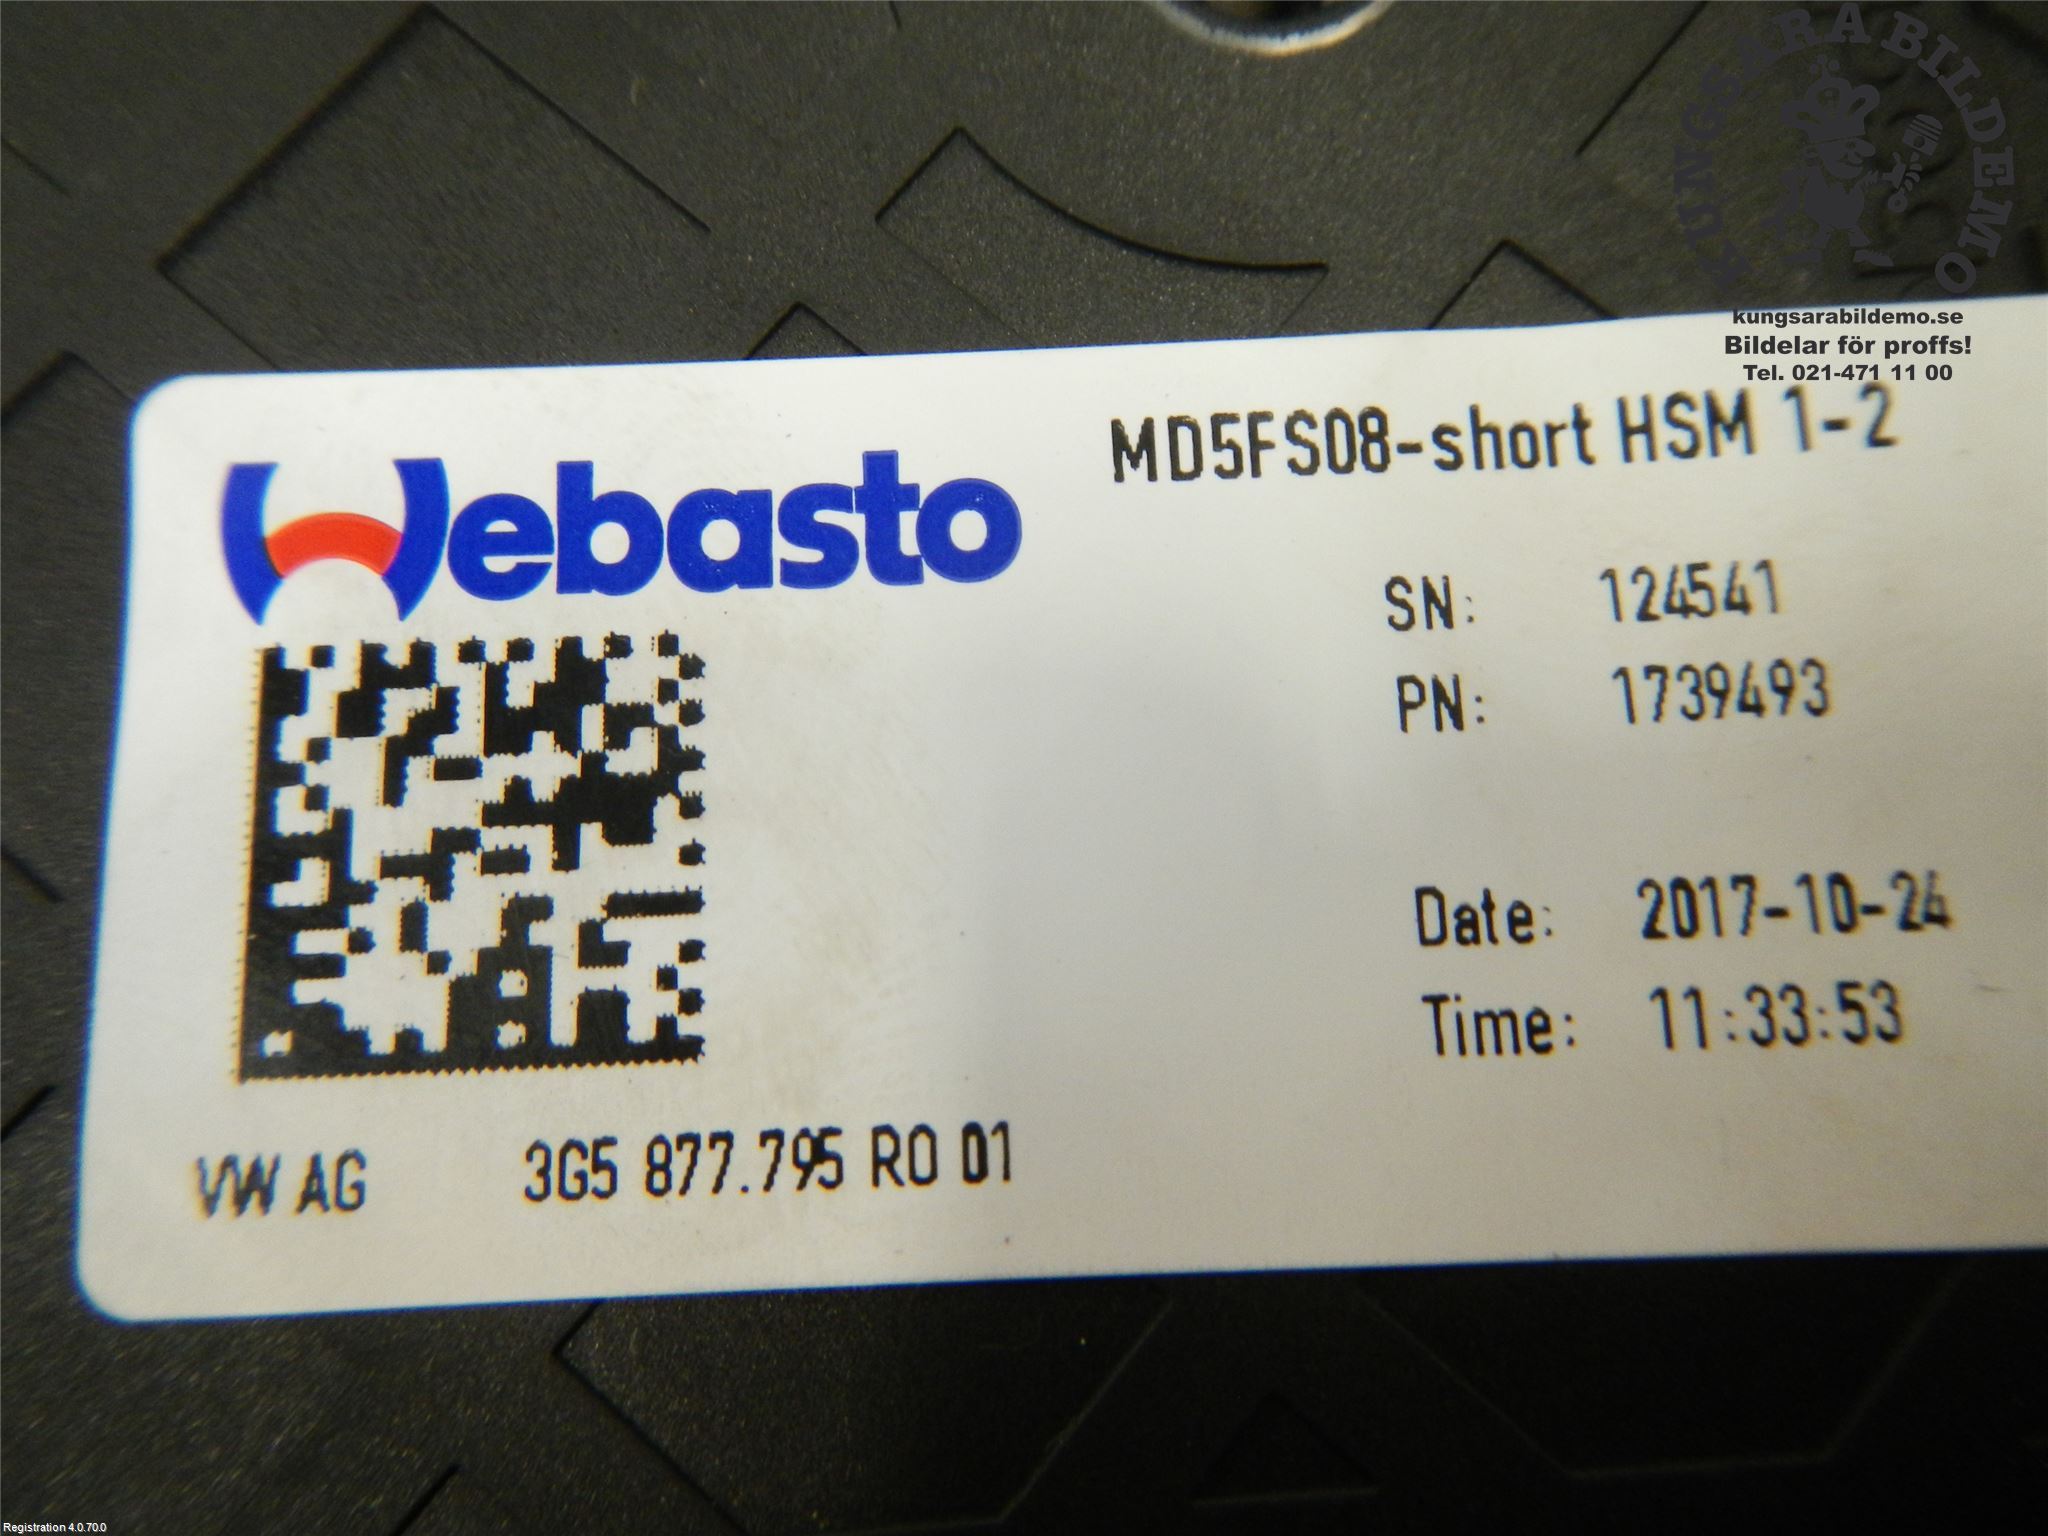 KUNGSARA BILDEMO
kungsarabildemo.se
Bildelar för proffs!
Tel. 021-471 11 00
Webasto
MD5FS08-short HSM 1-2
SN: 124541
PN: 1739493
Date: 2017-10-24
Time: 11:33:53
VW AG 3G5 877.795 RO 01
Registration 4.0.70.0